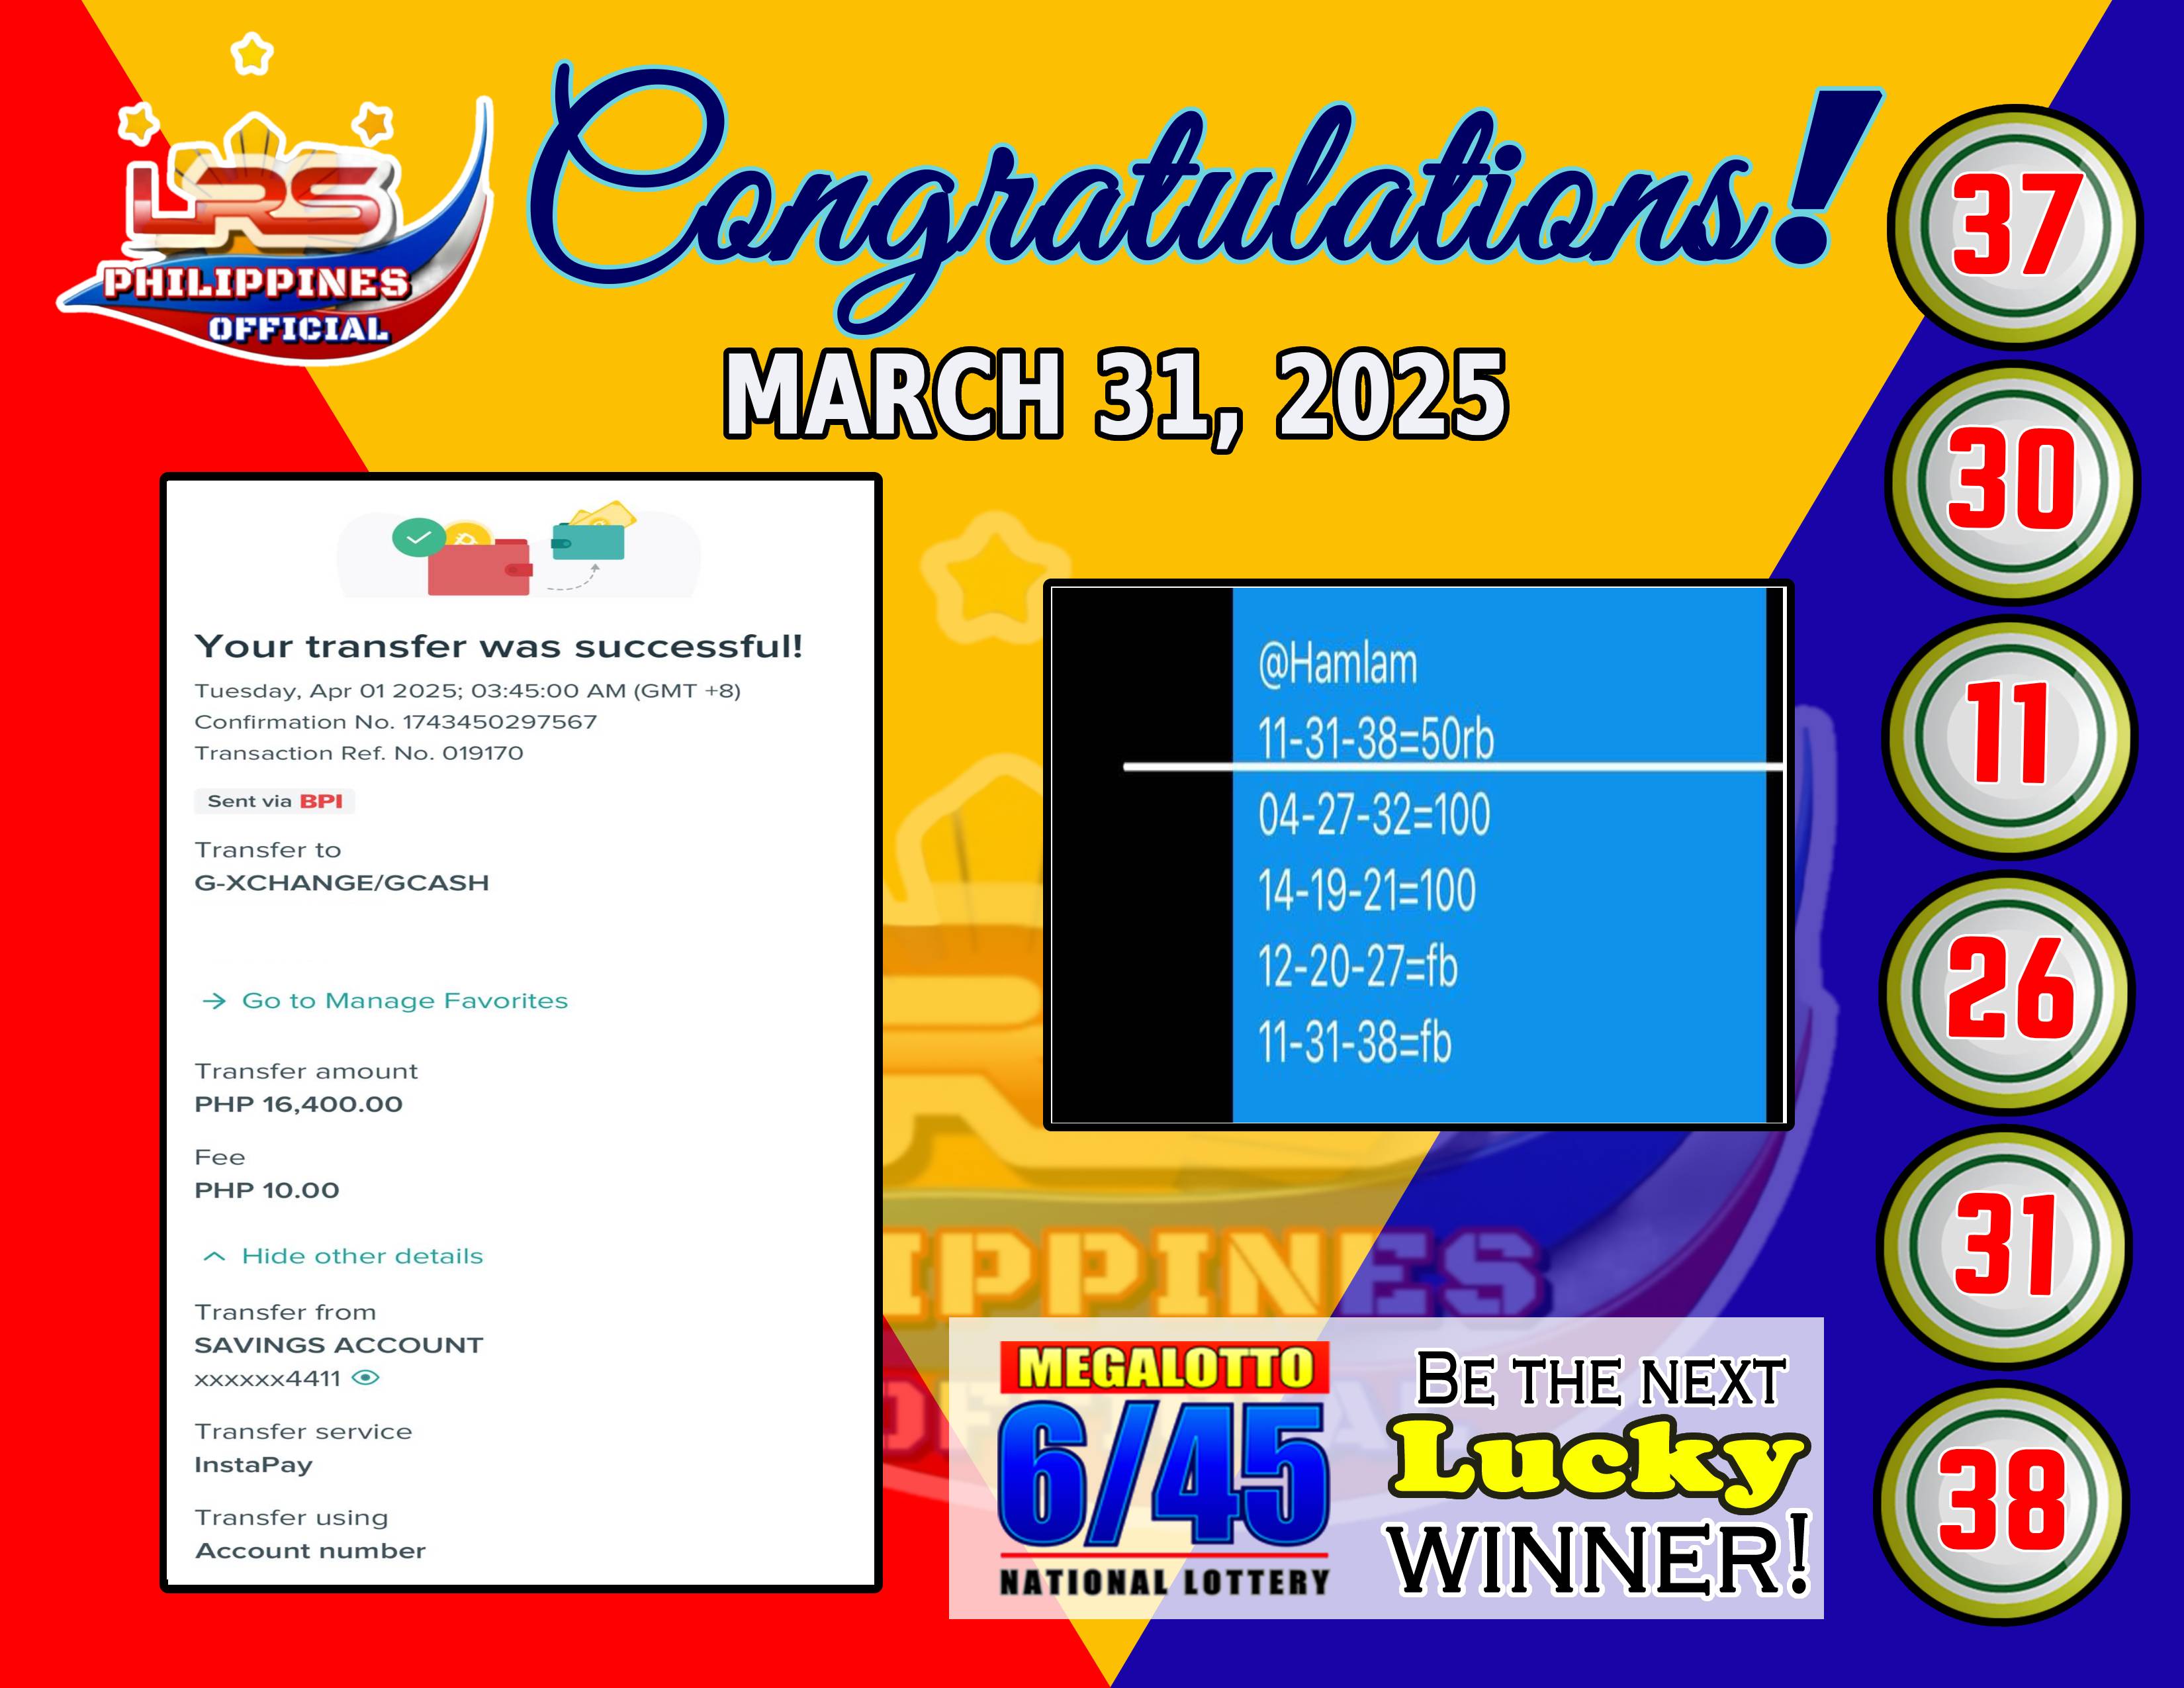 LRS
PHILIPPINES
OFFICIAL
Congratulations!
MARCH 31, 2025
Your transfer was successful!
Tuesday, Apr 01 2025; 03:45:00 AM (GMT +8)
Confirmation No. 1743450297567
Transaction Ref. No. 019170
Sent via BPI
Transfer to
G-XCHANGE/GCASH
→ Go to Manage Favorites
Transfer amount
PHP 16,400.00
Fee
PHP 10.00
Hide other details
Transfer from
SAVINGS ACCOUNT
xxxxxx4411
Transfer service
InstaPay
Transfer using
Account number
@Hamlam
11-31-38=50rb
04-27-32=100
14-19-21=100
12-20-27=fb
11-31-38=fb
MEGALOTTO
6/45
NATIONAL LOTTERY
BE THE NEXT
Lucky
WINNER!
37
30
11
26
31
38